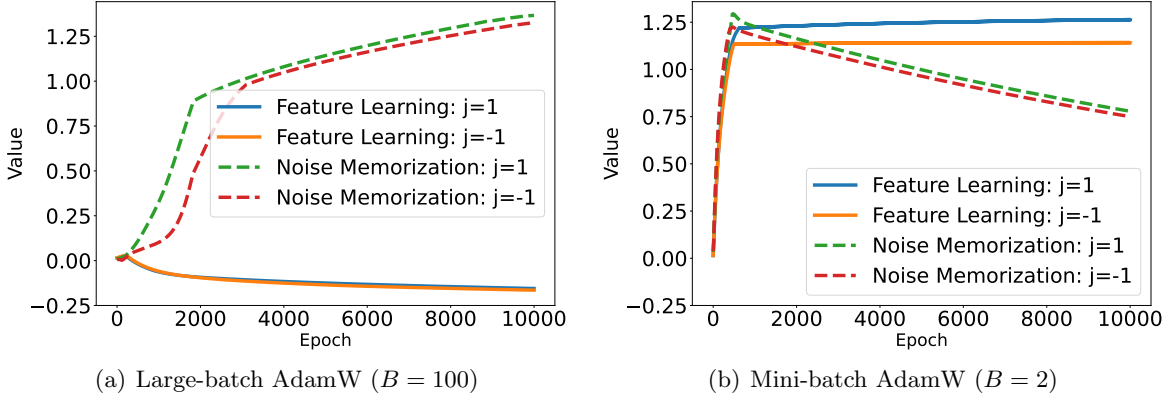 1.25
1.00
0.75
0.50
0.25
0.00
−0.25
Value
Feature Learning: j=1
Feature Learning: j=-1
Noise Memorization: j=1
Noise Memorization: j=-1
0 2000 4000 6000 8000 10000
Epoch
(a) Large-batch AdamW (B = 100)
1.25
1.00
0.75
0.50
0.25
0.00
−0.25
Value
Feature Learning: j=1
Feature Learning: j=-1
Noise Memorization: j=1
Noise Memorization: j=-1
0 2000 4000 6000 8000 10000
Epoch
(b) Mini-batch AdamW (B = 2)